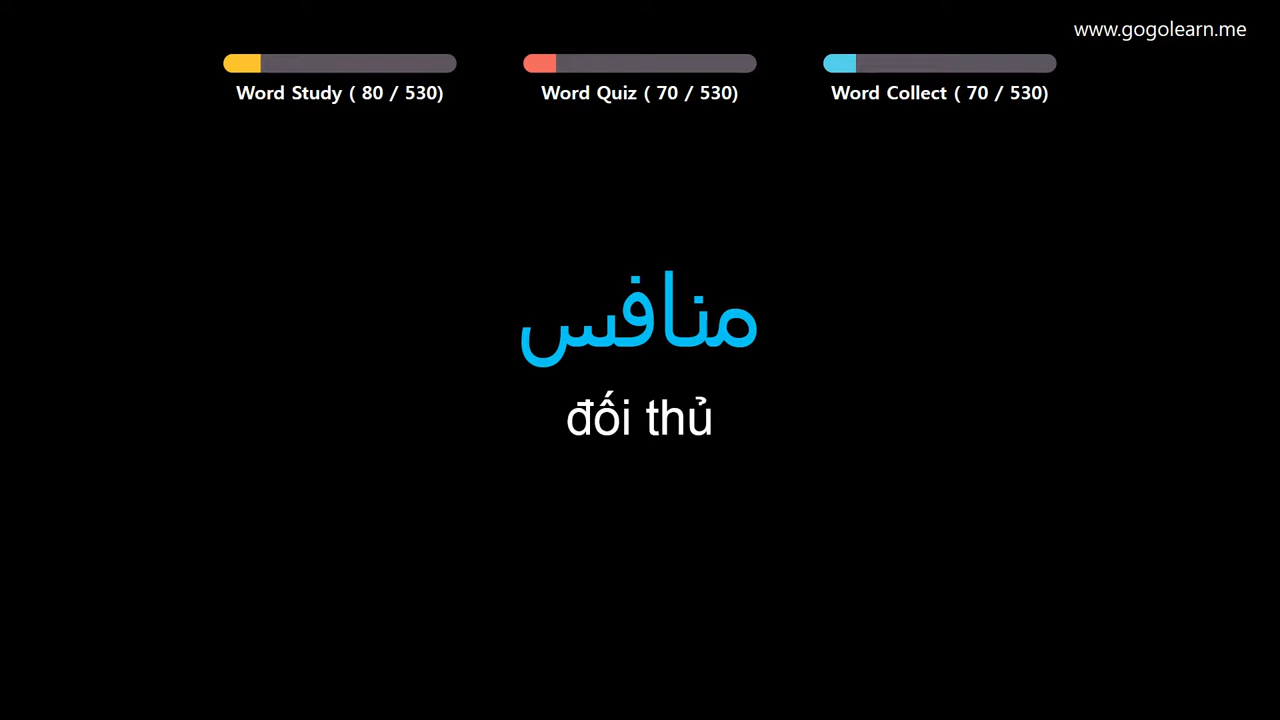 www.gogolearn.me
Word Study ( 80 / 530)
Word Quiz ( 70 / 530)
Word Collect ( 70 / 530)
منافس
đối thủ